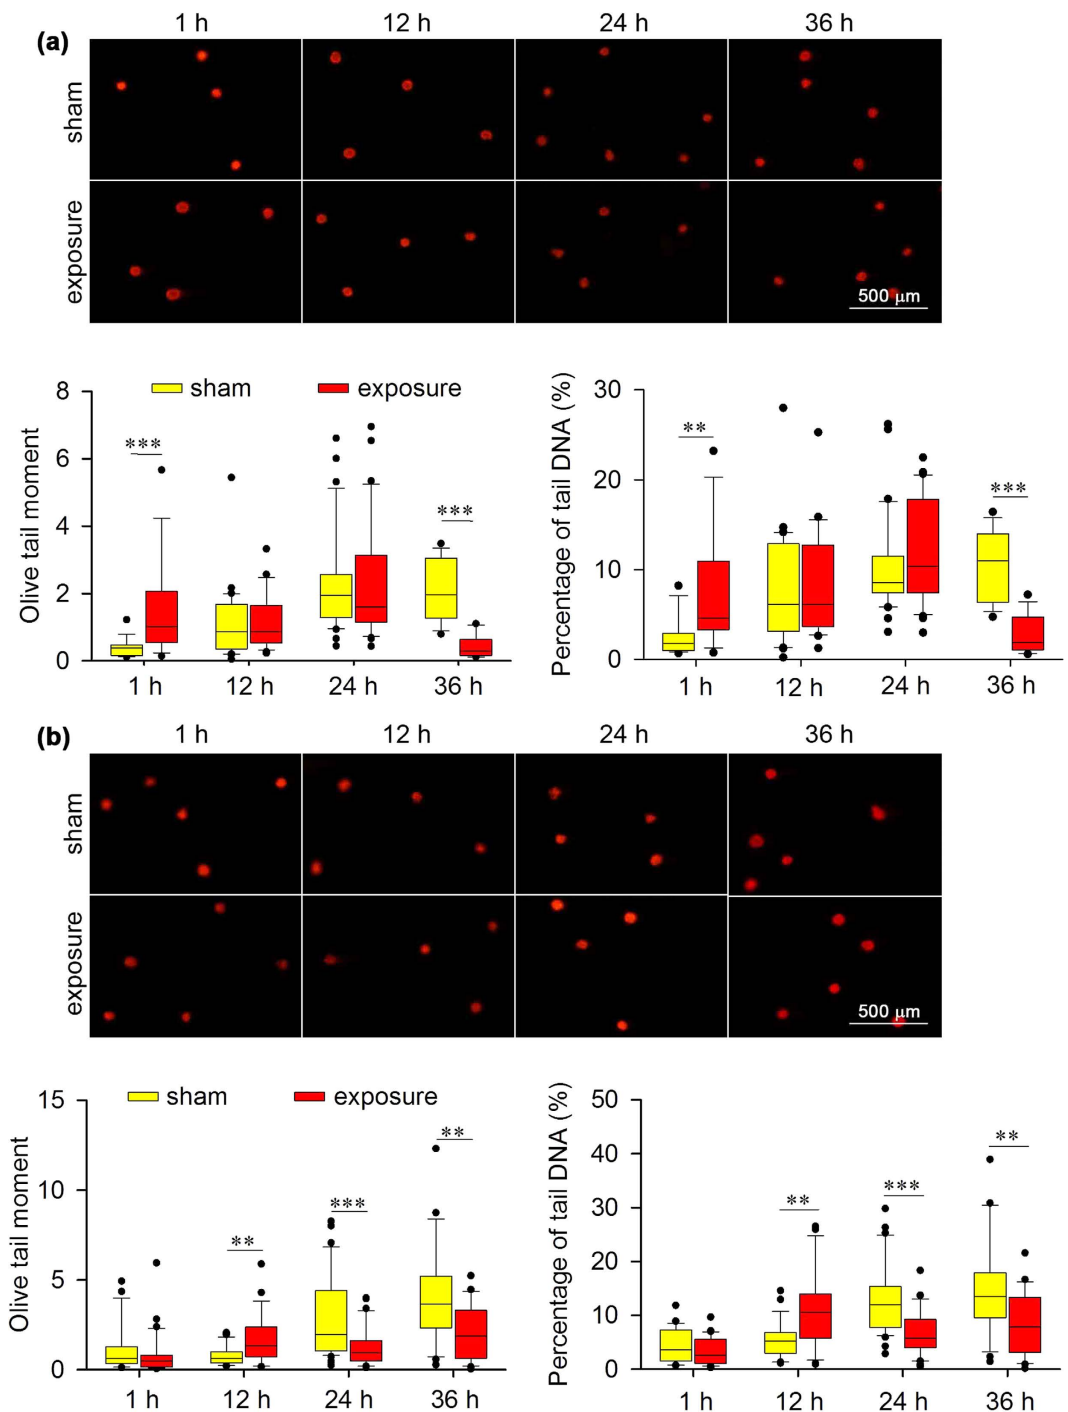 (a)
1 h 12 h 24 h 36 h
sham
exposure
500 μm
sham exposure
Olive tail moment
8
6
4
2
0
***
***
1 h 12 h 24 h 36 h
Percentage of tail DNA (%)
30
20
10
0
**
***
1 h 12 h 24 h 36 h
(b)
1 h 12 h 24 h 36 h
sham
exposure
500 μm
sham exposure
Olive tail moment
15
10
5
0
**
***
**
1 h 12 h 24 h 36 h
Percentage of tail DNA (%)
50
40
30
20
10
0
**
***
**
1 h 12 h 24 h 36 h